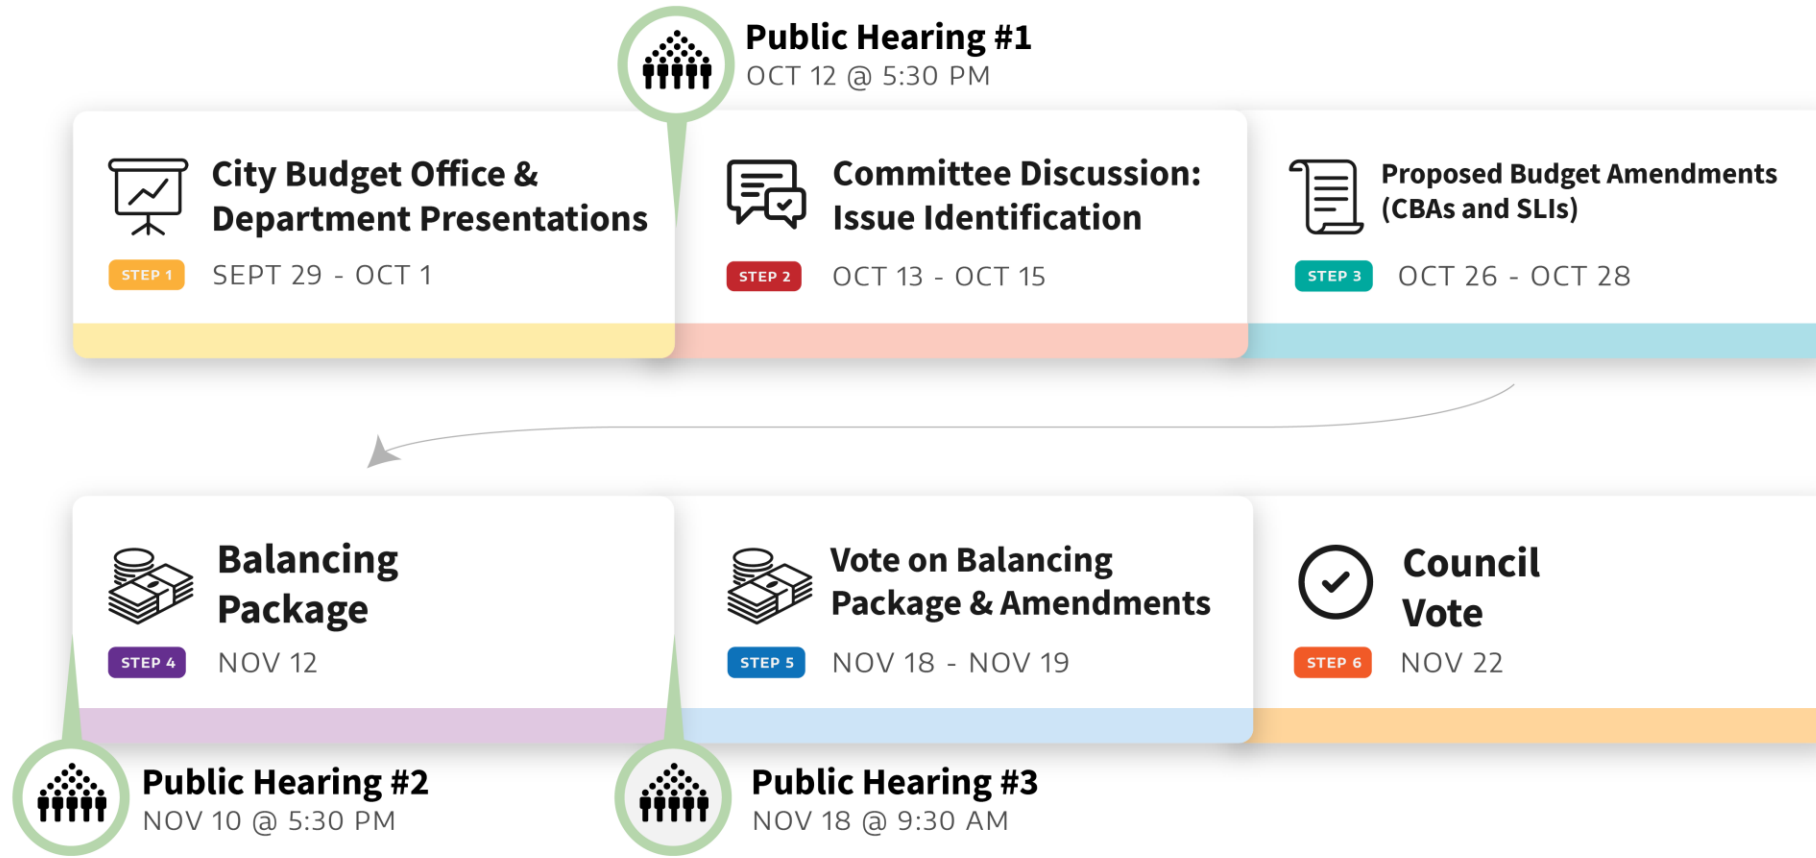 Public Hearing #1
OCT 12 @ 5:30 PM
City Budget Office &
Department Presentations
STEP 1
SEPT 29 - OCT 1
Committee Discussion:
Issue Identification
STEP 2
OCT 13 - OCT 15
Proposed Budget Amendments
(CBAs and SLIs)
STEP 3
OCT 26 - OCT 28
Balancing
Package
STEP 4
NOV 12
Vote on Balancing
Package & Amendments
STEP 5
NOV 18 - NOV 19
Council
Vote
STEP 6
NOV 22
Public Hearing #2
NOV 10 @ 5:30 PM
Public Hearing #3
NOV 18 @ 9:30 AM